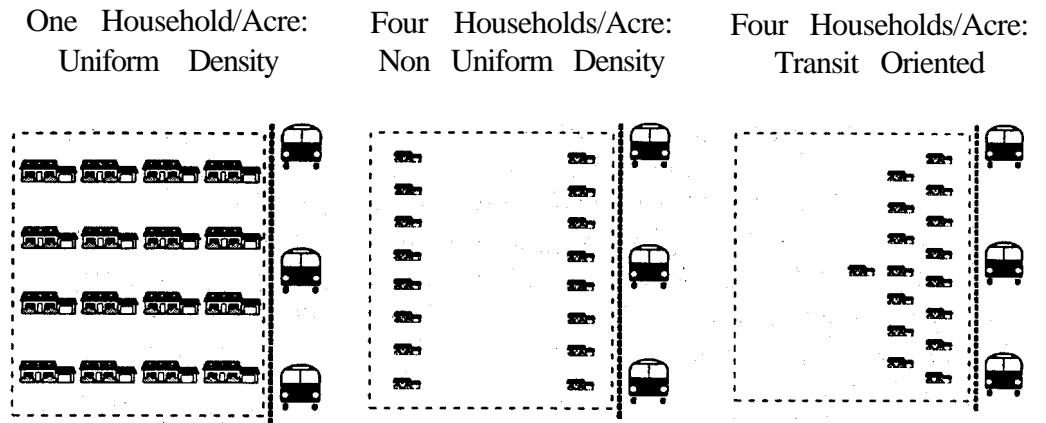 One Household/Acre:
Uniform Density
Four Households/Acre:
Non Uniform Density
Four Households/Acre:
Transit Oriented